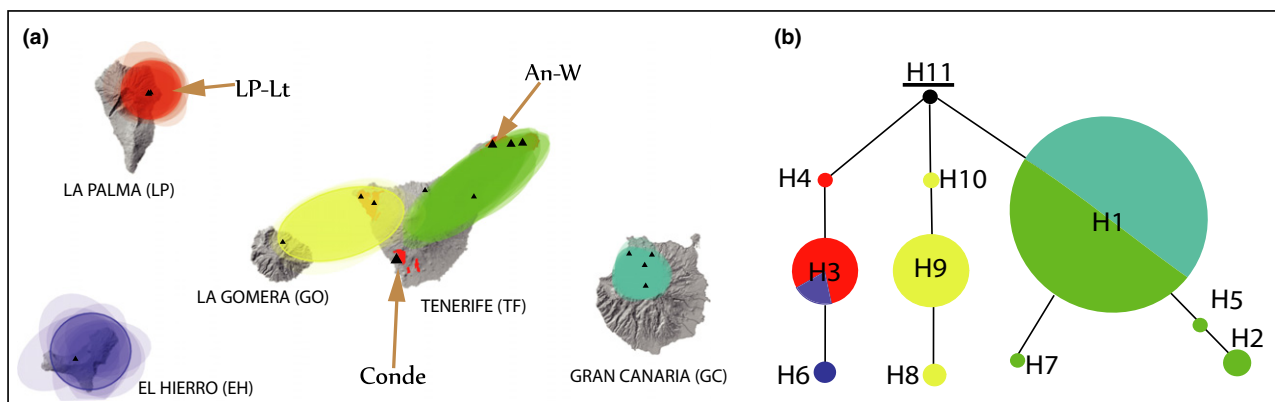 (a)
LP-Lt
An-W
LA PALMA (LP)
LA GOMERA (GO)
TENERIFE (TF)
EL HIERRO (EH)
Conde
GRAN CANARIA (GC)
(b)
H11
H4
H10
H1
H3
H9
H5
H2
H7
H6
H8